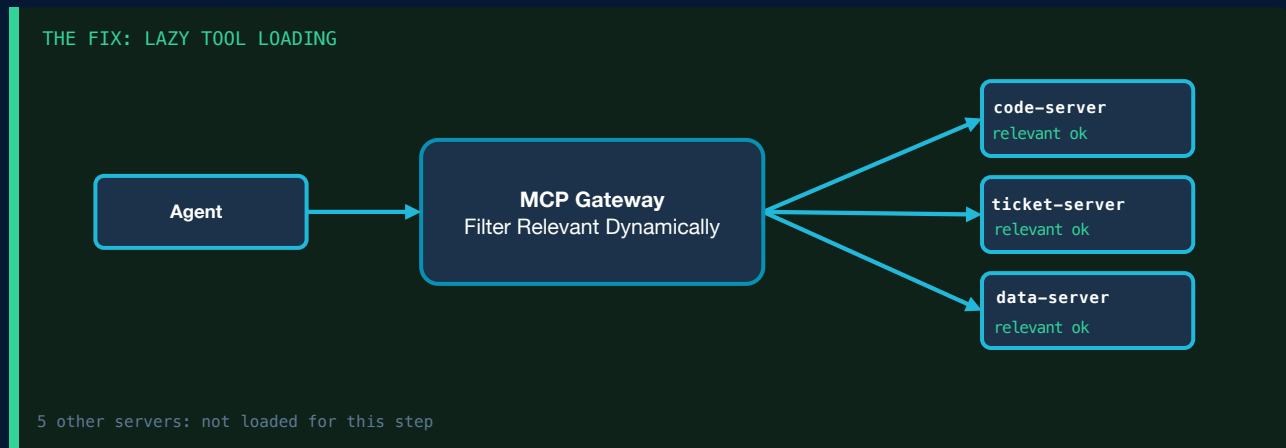 THE FIX: LAZY TOOL LOADING
Agent
MCP Gateway
Filter Relevant Dynamically
code-server
relevant ok
ticket-server
relevant ok
data-server
relevant ok
5 other servers: not loaded for this step